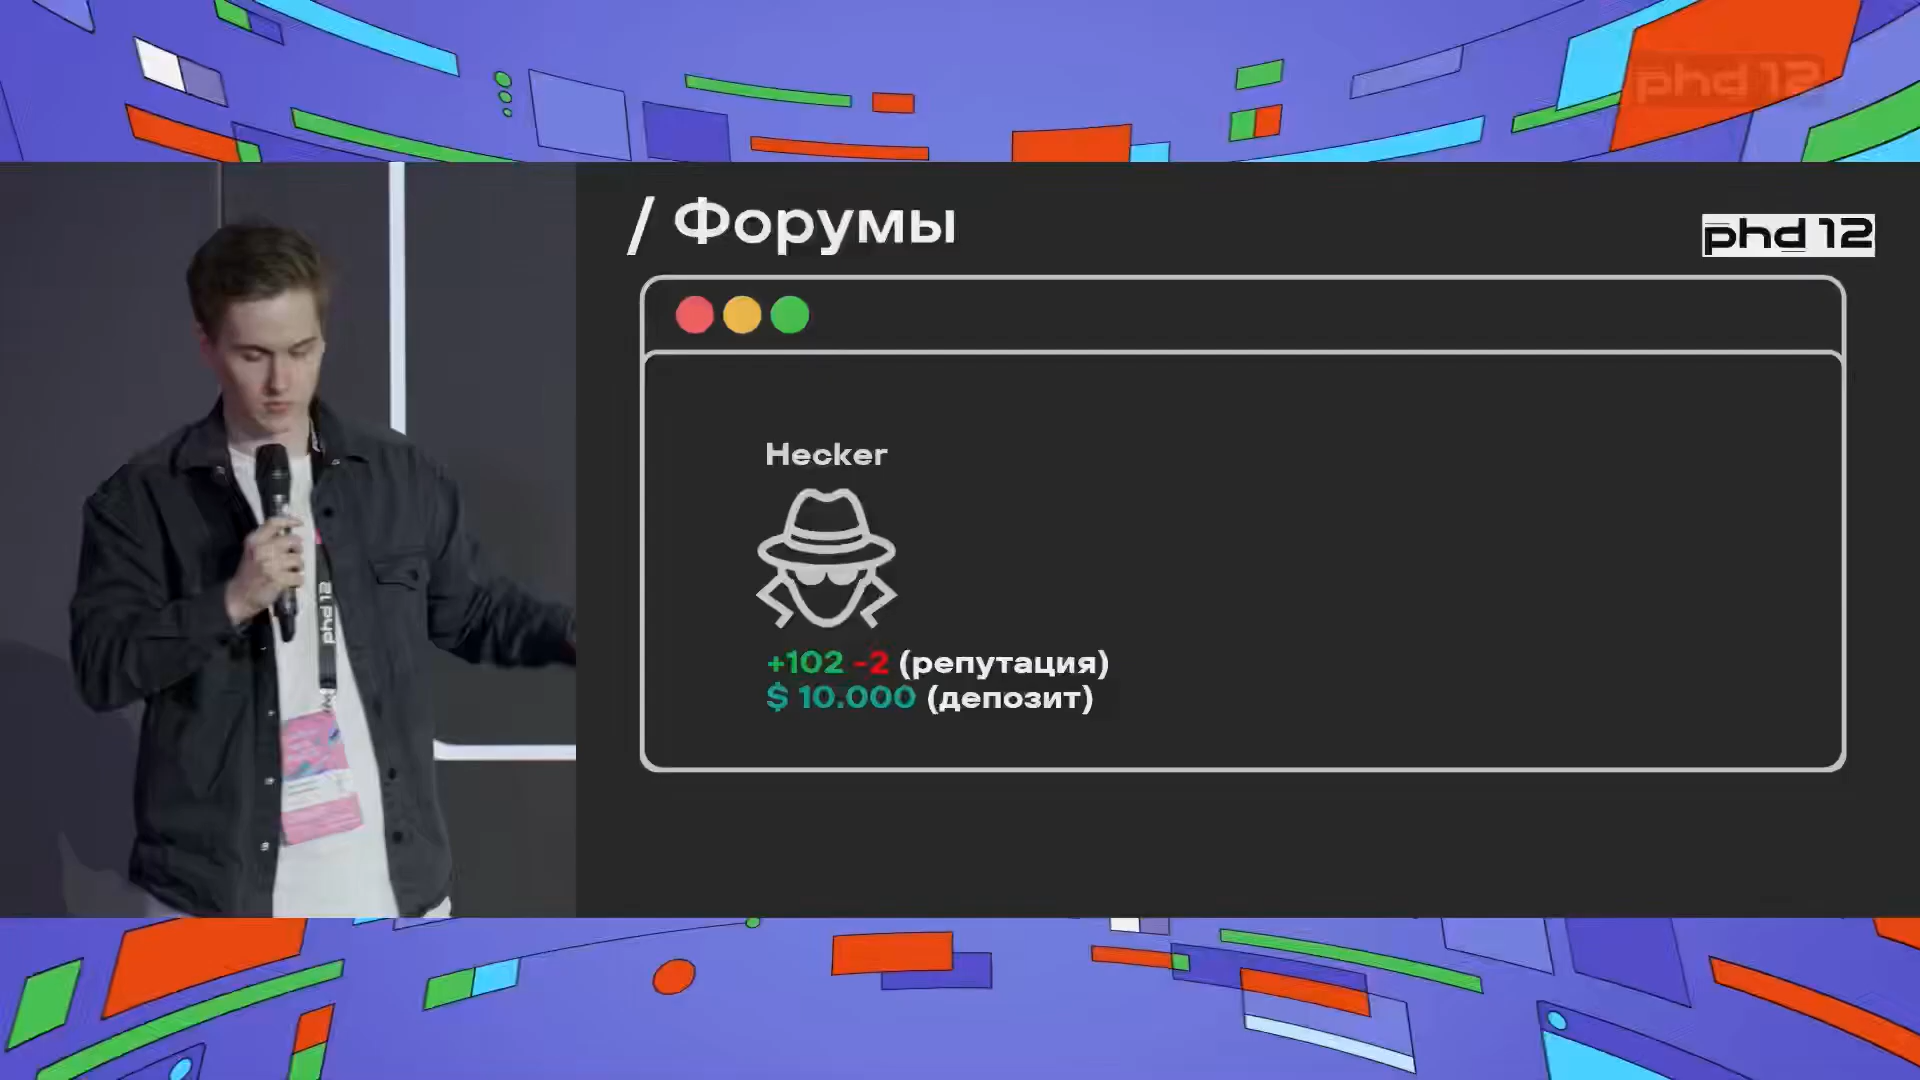 phd 12
/ Форумы
phd 12
Hecker
+102 -2 (репутация)
$ 10.000 (депозит)
phd 12